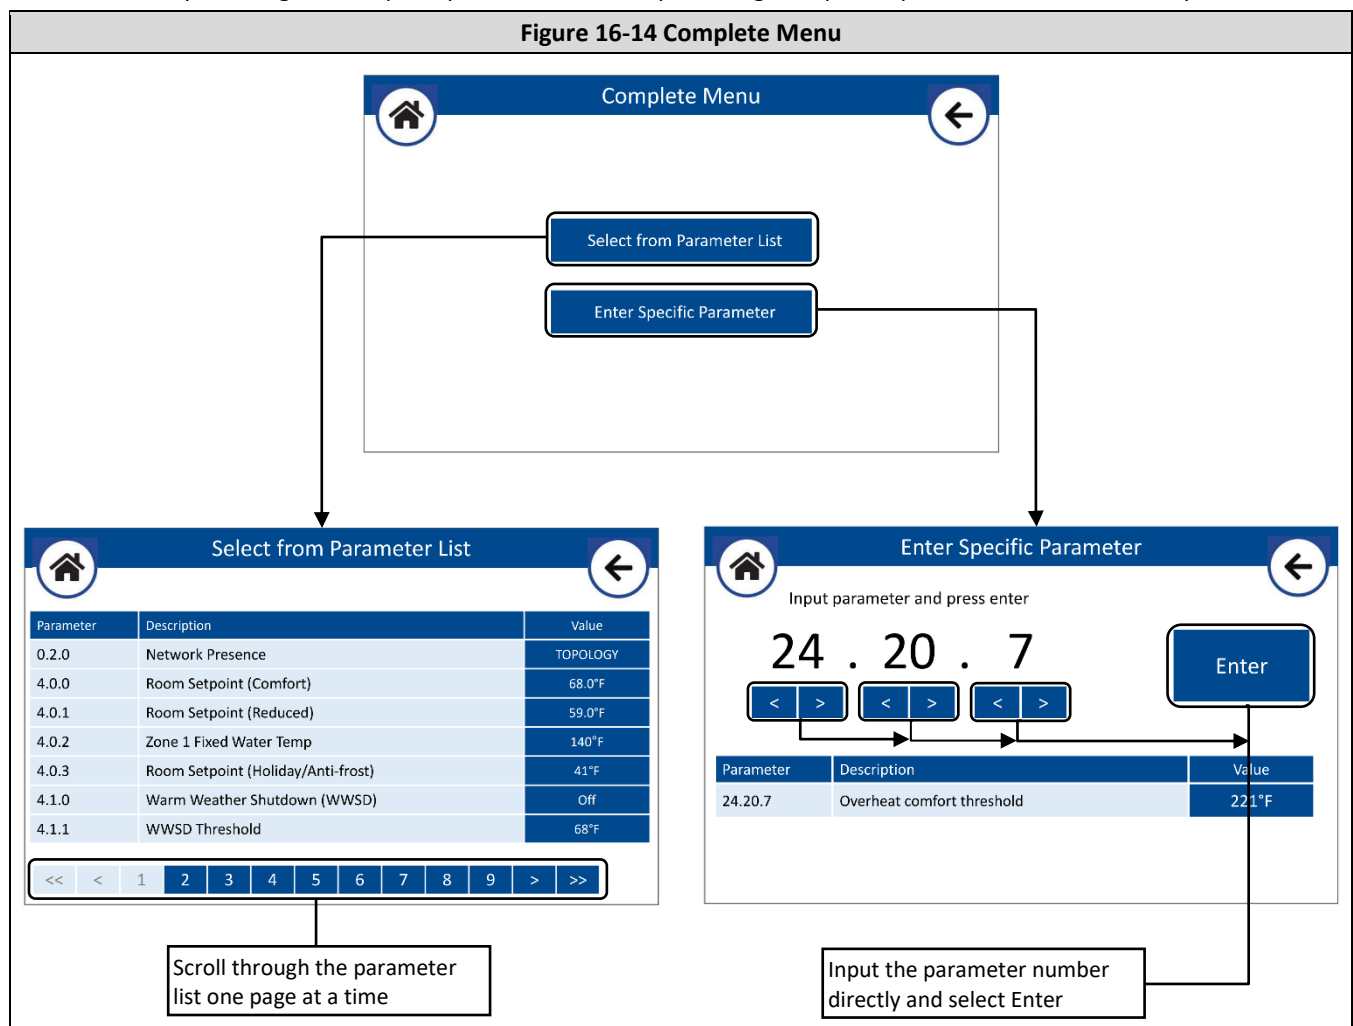 Figure 16-14 Complete Menu
Complete Menu
Select from Parameter List
Enter Specific Parameter
Select from Parameter List
Parameter Description Value
0.2.0 Network Presence TOPOLOGY
4.0.0 Room Setpoint (Comfort) 68.0°F
4.0.1 Room Setpoint (Reduced) 59.0°F
4.0.2 Zone 1 Fixed Water Temp 140°F
4.0.3 Room Setpoint (Holiday/Anti-frost) 41°F
4.1.0 Warm Weather Shutdown (WWSD) Off
4.1.1 WWSD Threshold 68°F
<< < 1 2 3 4 5 6 7 8 9 > >>
Scroll through the parameter
list one page at a time
Enter Specific Parameter
Input parameter and press enter
24 . 20 . 7
Enter
< > < > < >
Parameter Description Value
24.20.7 Overheat comfort threshold 221°F
Input the parameter number
directly and select Enter